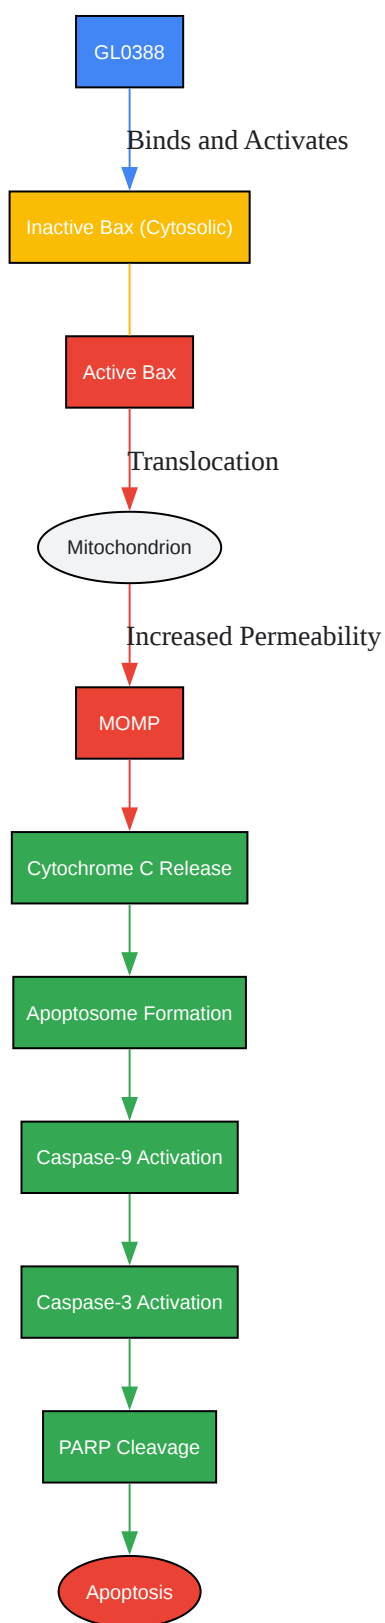 GL0388
Binds and Activates
Inactive Bax (Cytosolic)
Active Bax
Translocation
Mitochondrion
Increased Permeability
MOMP
Cytochrome C Release
Apoptosome Formation
Caspase-9 Activation
Caspase-3 Activation
PARP Cleavage
Apoptosis